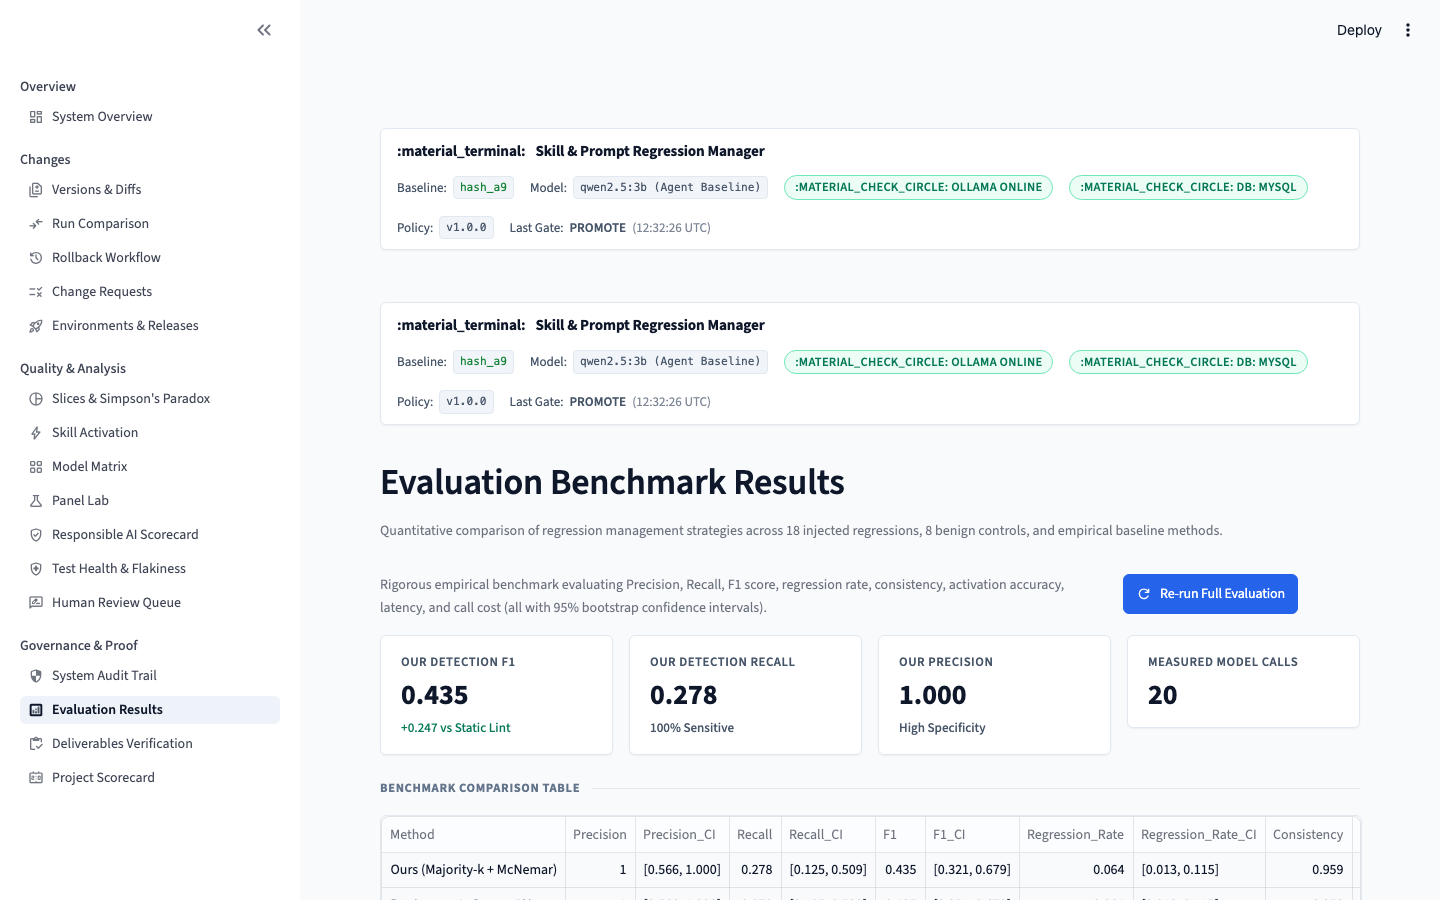 Deploy
Overview
System Overview
Changes
Versions & Diffs
Run Comparison
Rollback Workflow
Change Requests
Environments & Releases
Quality & Analysis
Slices & Simpson's Paradox
Skill Activation
Model Matrix
Panel Lab
Responsible AI Scorecard
Test Health & Flakiness
Human Review Queue
Governance & Proof
System Audit Trail
Evaluation Results
Deliverables Verification
Project Scorecard
:material_terminal: Skill & Prompt Regression Manager
Baseline: hash_a9 Model: qwen2.5:3b (Agent Baseline) :MATERIAL_CHECK_CIRCLE: OLLAMA ONLINE :MATERIAL_CHECK_CIRCLE: DB: MYSQL
Policy: v1.0.0 Last Gate: PROMOTE (12:32:26 UTC)
:material_terminal: Skill & Prompt Regression Manager
Baseline: hash_a9 Model: qwen2.5:3b (Agent Baseline) :MATERIAL_CHECK_CIRCLE: OLLAMA ONLINE :MATERIAL_CHECK_CIRCLE: DB: MYSQL
Policy: v1.0.0 Last Gate: PROMOTE (12:32:26 UTC)
Evaluation Benchmark Results
Quantitative comparison of regression management strategies across 18 injected regressions, 8 benign controls, and empirical baseline methods.
Rigorous empirical benchmark evaluating Precision, Recall, F1 score, regression rate, consistency, activation accuracy,
latency, and call cost (all with 95% bootstrap confidence intervals).
Re-run Full Evaluation
OUR DETECTION F1
0.435
+0.247 vs Static Lint
OUR DETECTION RECALL
0.278
100% Sensitive
OUR PRECISION
1.000
High Specificity
MEASURED MODEL CALLS
20
BENCHMARK COMPARISON TABLE
Method Precision Precision_CI Recall Recall_CI F1 F1_CI Regression_Rate Regression_Rate_CI Consistency
Ours (Majority-k + McNemar) 1 [0.566, 1.000] 0.278 [0.125, 0.509] 0.435 [0.321, 0.679] 0.064 [0.013, 0.115] 0.959